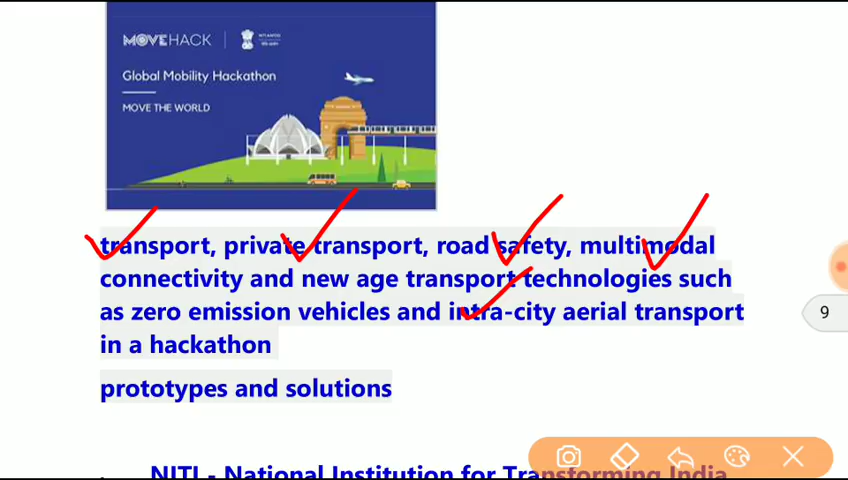 MOVEHACK
Global Mobility Hackathon
MOVE THE WORLD
transport, private transport, road safety, multimodal
connectivity and new age transport technologies such
as zero emission vehicles and intra-city aerial transport
in a hackathon
9
prototypes and solutions
NITI - National Institution for Transforming India